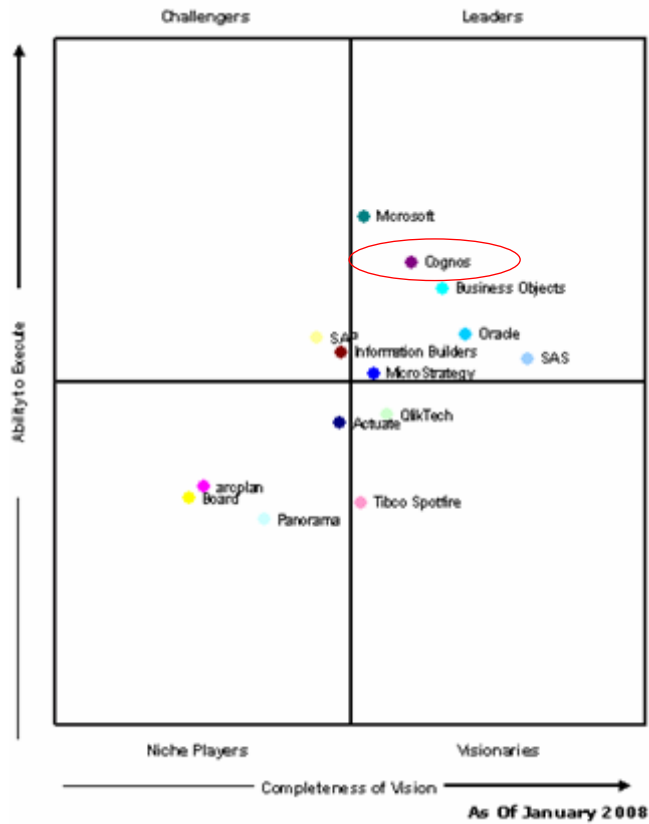 Challengers
Leaders
Morosoft
Cognos
Business Objects
SAP
Oracle
Information Builders
SAS
MicroStrategy
QlikTech
Actuate
arcplan
Board
Tibco Spotfire
Panorama
Ability to Execute
Niche Players
Visionaries
Completeness of Vision
As Of January 2008